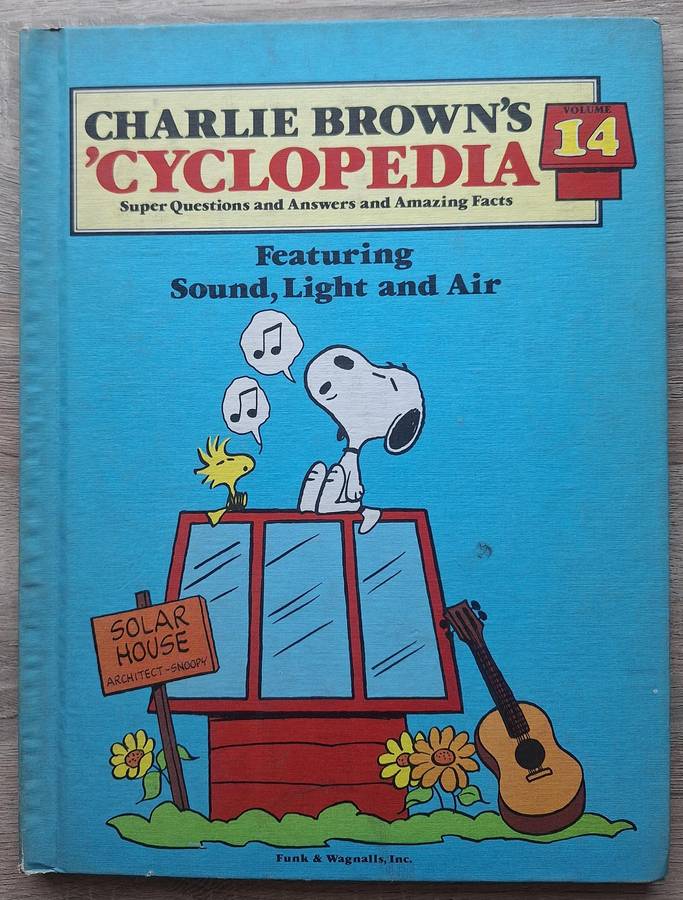 CHARLIE BROWN'S
'CYCLOPEDIA
Super Questions and Answers and Amazing Facts
VOLUME
14
Featuring
Sound, Light and Air
SOLAR
HOUSE
ARCHITECT-SNOOPY
Funk & Wagnalls, Inc.